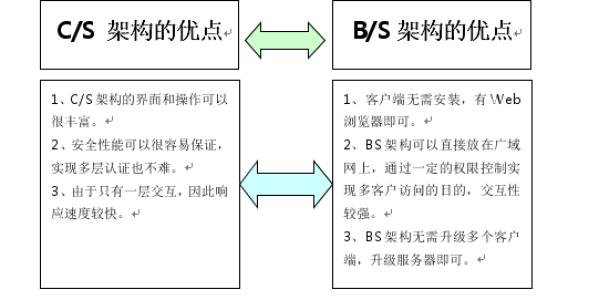 C/S 架构的优点
B/S 架构的优点
1、C/S 架构的界面和操作可以
很丰富。
2、安全性能可以很容易保证，
实现多层认证也不难。
3、由于只有一层交互，因此响
应速度较快。
1、客户端无需安装，有 Web
浏览器即可。
2、BS 架构可以直接放在广域
网上，通过一定的权限控制实
现多客户访问的目的，交互性
较强。
3、BS 架构无需升级多个客户
端，升级服务器即可。